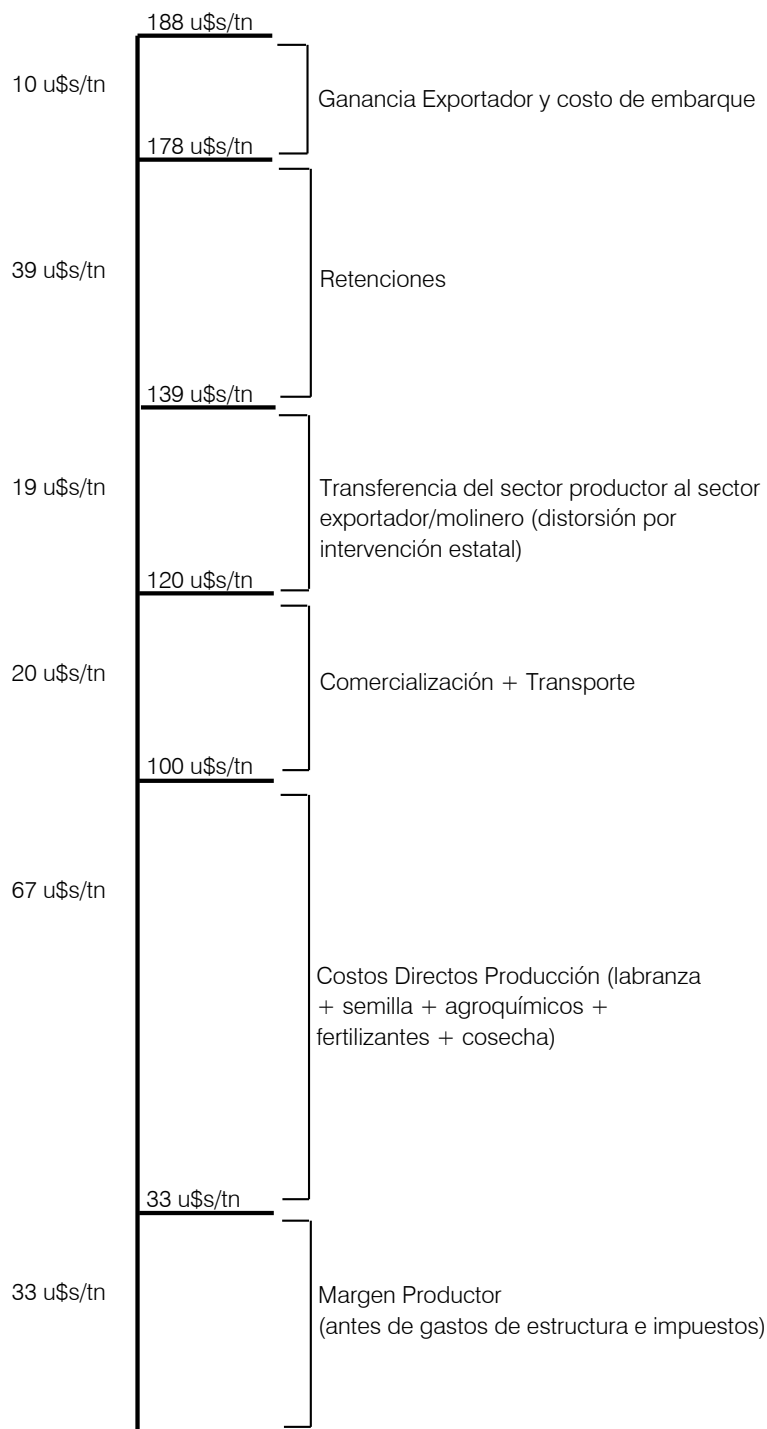 188 u$s/tn
10 u$s/tn
Ganancia Exportador y costo de embarque
178 u$s/tn
39 u$s/tn
Retenciones
139 u$s/tn
19 u$s/tn
Transferencia del sector productor al sector
exportador/molinero (distorsión por
intervención estatal)
120 u$s/tn
20 u$s/tn
Comercialización + Transporte
100 u$s/tn
67 u$s/tn
Costos Directos Producción (labranza
+ semilla + agroquímicos +
fertilizantes + cosecha)
33 u$s/tn
33 u$s/tn
Margen Productor
(antes de gastos de estructura e impuestos)